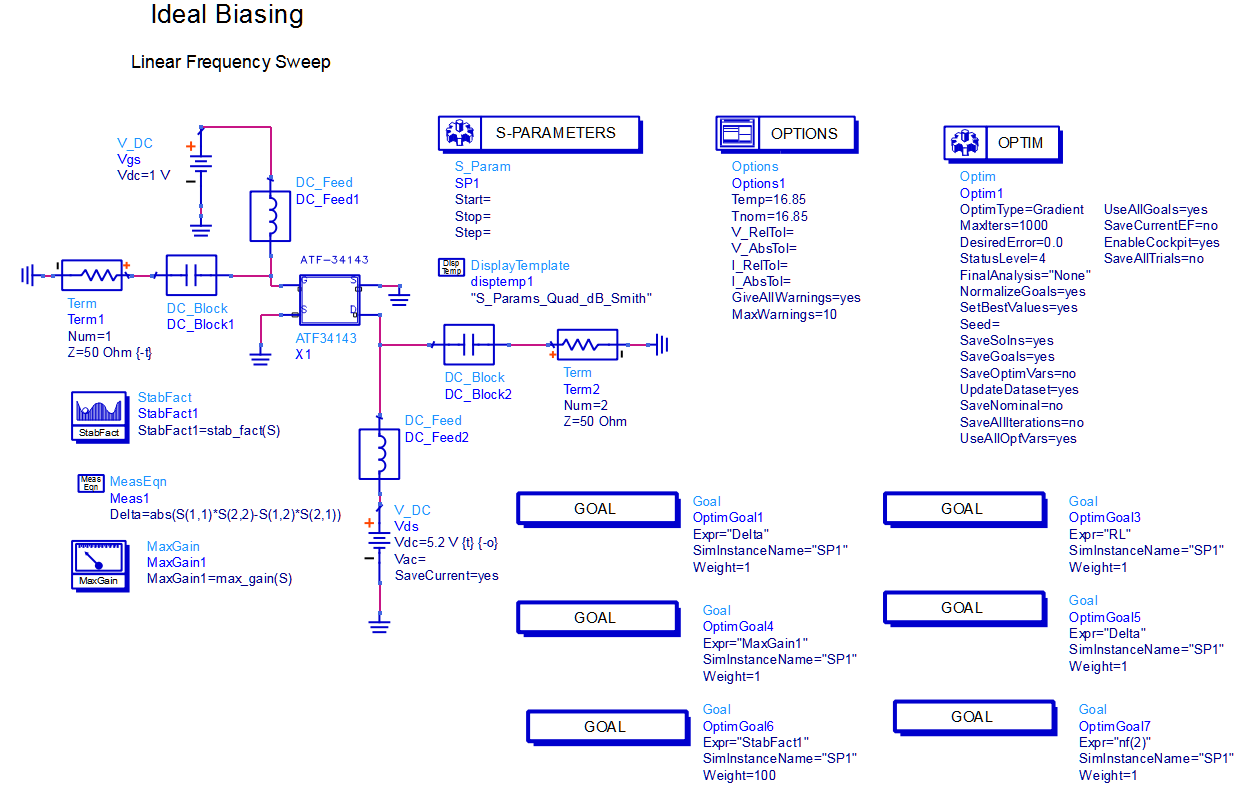 Ideal Biasing
Linear Frequency Sweep
V_DC
Vgs
Vdc=1 V
+
DC_Feed
DC_Feed1
Term
Term1
Num=1
Z=50 Ohm {-t}
+
DC_Block
DC_Block1
ATF-34143
G
S
S
D
ATF34143
X1
DC_Block
DC_Block2
Term
Term2
Num=2
Z=50 Ohm
+
DC_Feed
DC_Feed2
V_DC
Vds
Vdc=5.2 V {t} {-o}
Vac=
SaveCurrent=yes
+
StabFact
StabFact
StabFact1
StabFact1=stab_fact(S)
Meas
Eqn
MeasEqn
Meas1
Delta=abs(S(1,1)*S(2,2)-S(1,2)*S(2,1))
MaxGain
MaxGain
MaxGain1
MaxGain1=max_gain(S)
S-PARAMETERS
S_Param
SP1
Start=
Stop=
Step=
Disp
Temp
DisplayTemplate
disptemp1
"S_Params_Quad_dB_Smith"
OPTIONS
Options
Options1
Temp=16.85
Tnom=16.85
V_RelTol=
V_AbsTol=
I_RelTol=
I_AbsTol=
GiveAllWarnings=yes
MaxWarnings=10
OPTIM
Optim
Optim1
OptimType=Gradient
MaxIters=1000
DesiredError=0.0
StatusLevel=4
FinalAnalysis="None"
NormalizeGoals=yes
SetBestValues=yes
Seed=
SaveSolns=yes
SaveGoals=yes
SaveOptimVars=no
UpdateDataset=yes
SaveNominal=no
SaveAllIterations=no
UseAllOptVars=yes
UseAllGoals=yes
SaveCurrentEF=no
EnableCockpit=yes
SaveAllTrials=no
GOAL
Goal
OptimGoal1
Expr="Delta"
SimInstanceName="SP1"
Weight=1
GOAL
Goal
OptimGoal3
Expr="RL"
SimInstanceName="SP1"
Weight=1
GOAL
Goal
OptimGoal4
Expr="MaxGain1"
SimInstanceName="SP1"
Weight=1
GOAL
Goal
OptimGoal5
Expr="Delta"
SimInstanceName="SP1"
Weight=1
GOAL
Goal
OptimGoal6
Expr="StabFact1"
SimInstanceName="SP1"
Weight=100
GOAL
Goal
OptimGoal7
Expr="nf(2)"
SimInstanceName="SP1"
Weight=1